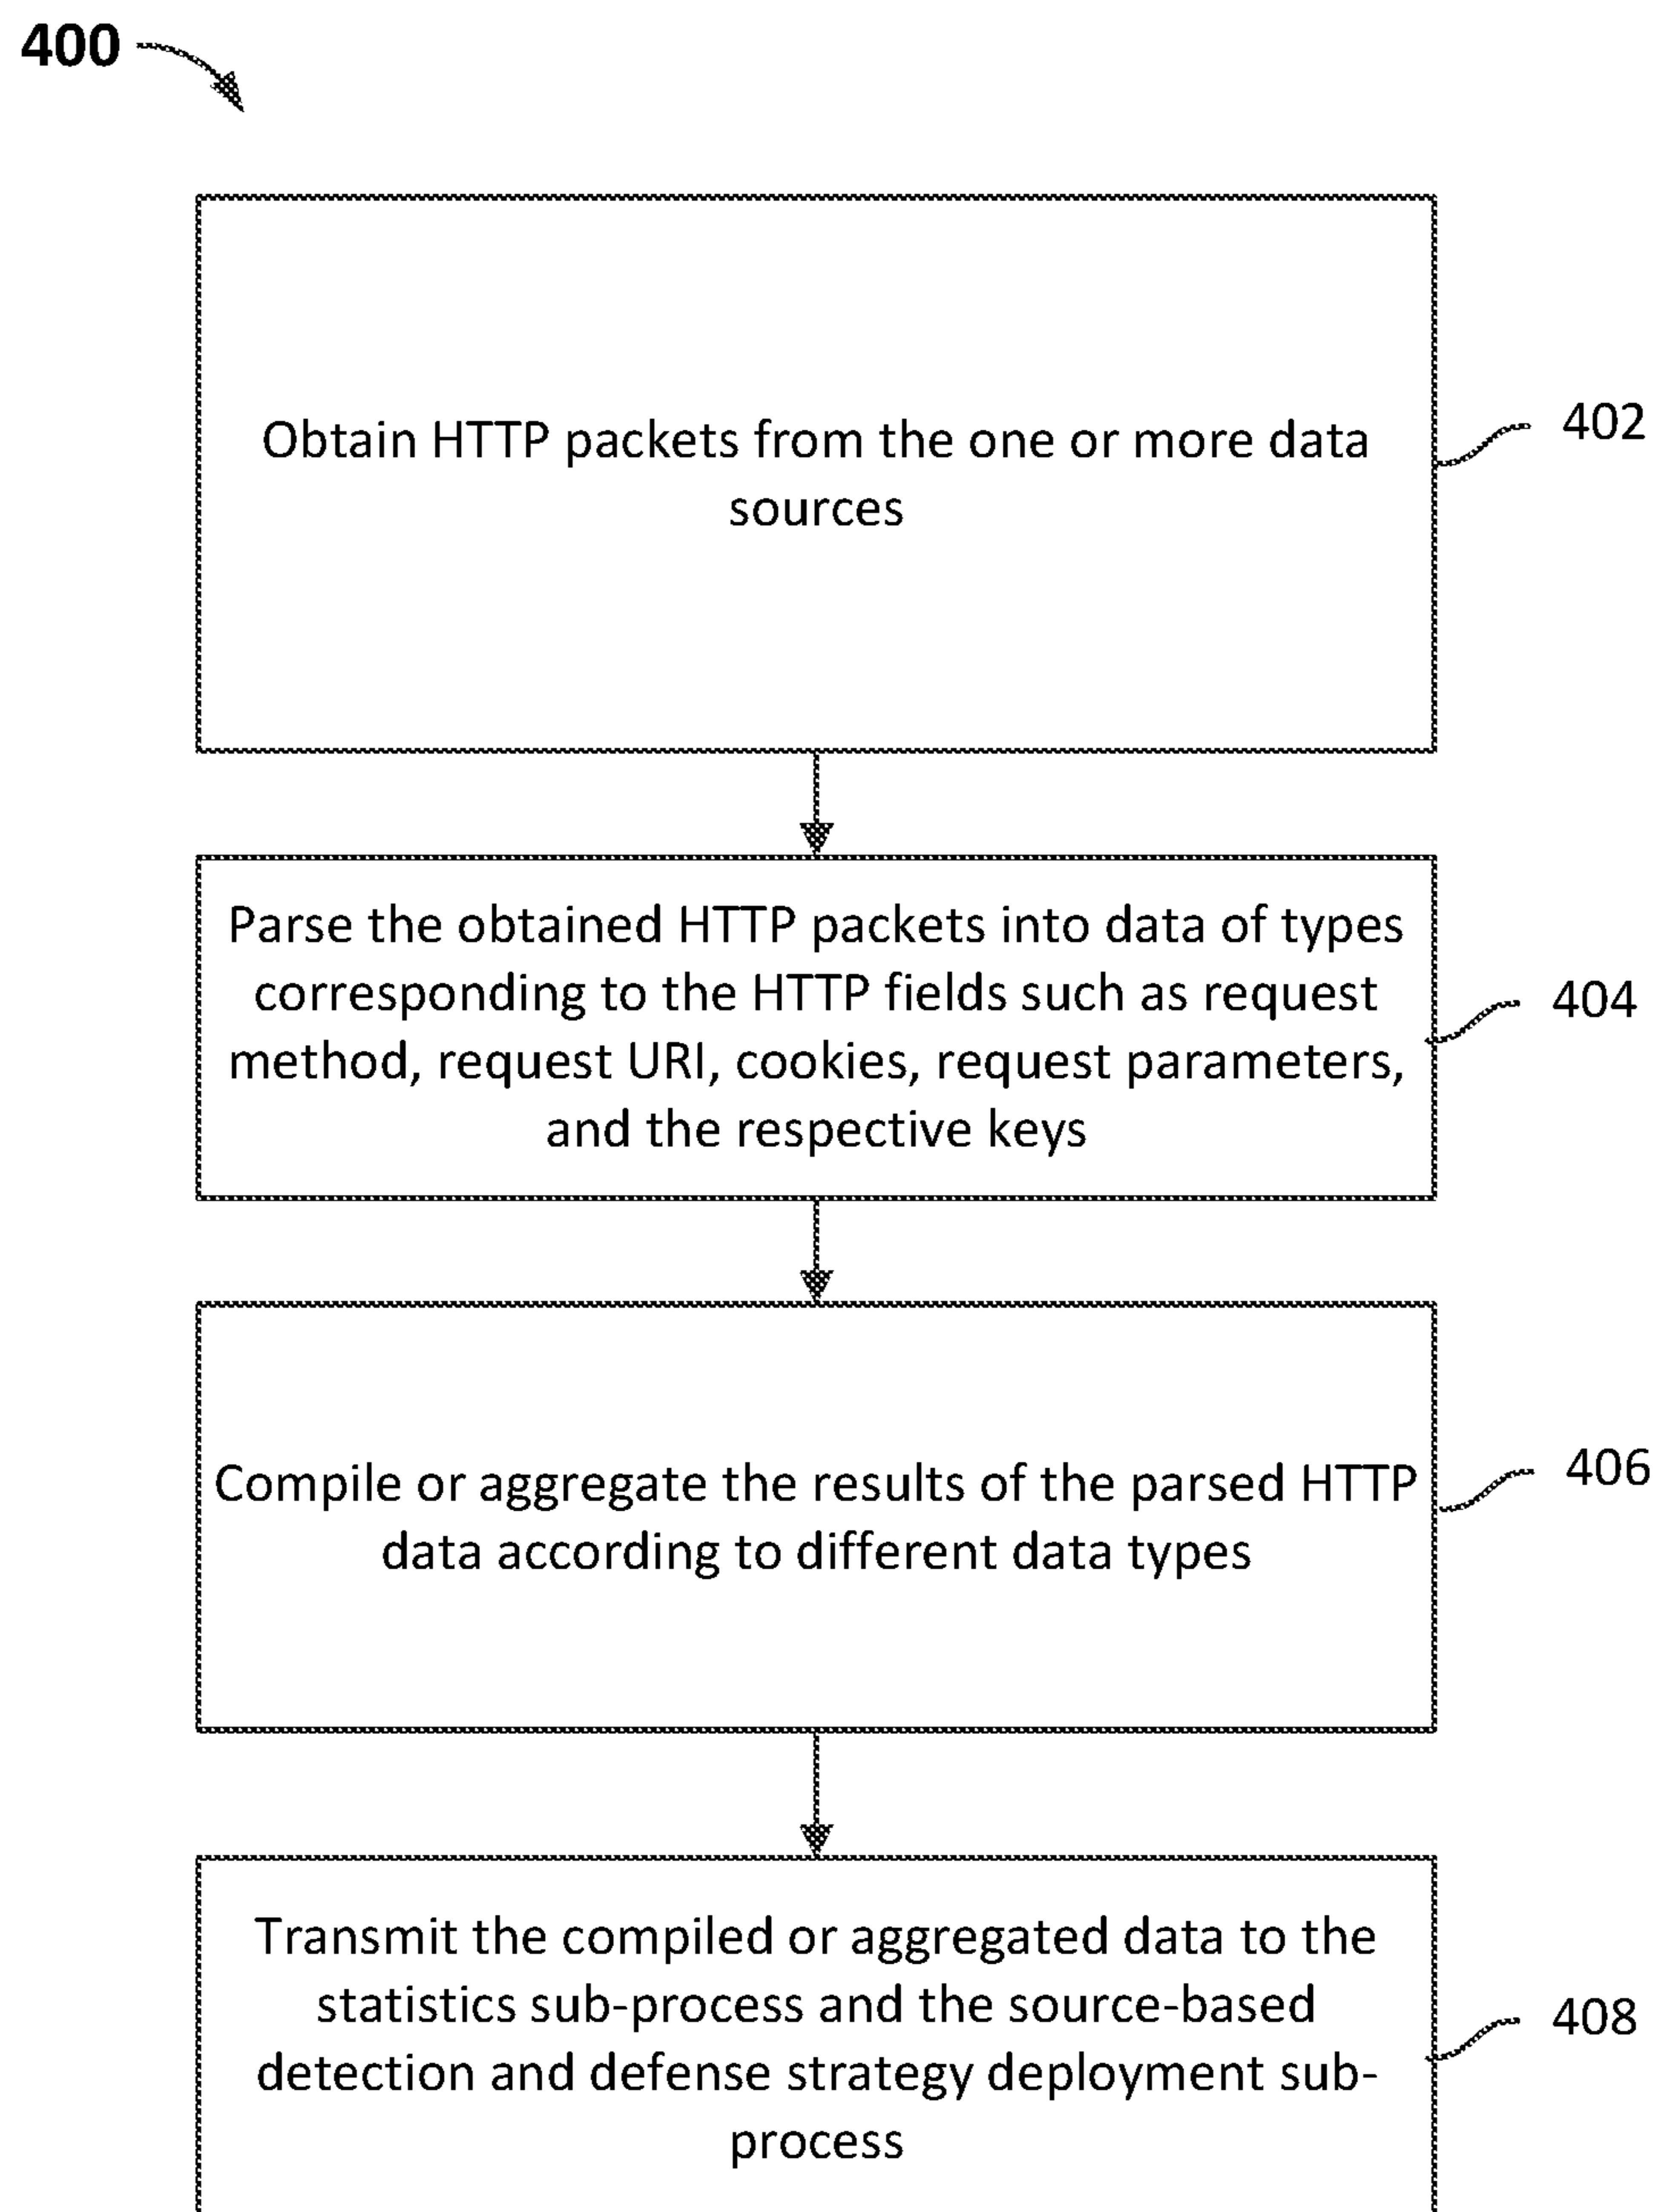 400
Obtain HTTP packets from the one or more data
sources
402
Parse the obtained HTTP packets into data of types
corresponding to the HTTP fields such as request
method, request URI, cookies, request parameters,
and the respective keys
404
Compile or aggregate the results of the parsed HTTP
data according to different data types
406
Transmit the compiled or aggregated data to the
statistics sub-process and the source-based
detection and defense strategy deployment sub-
process
408